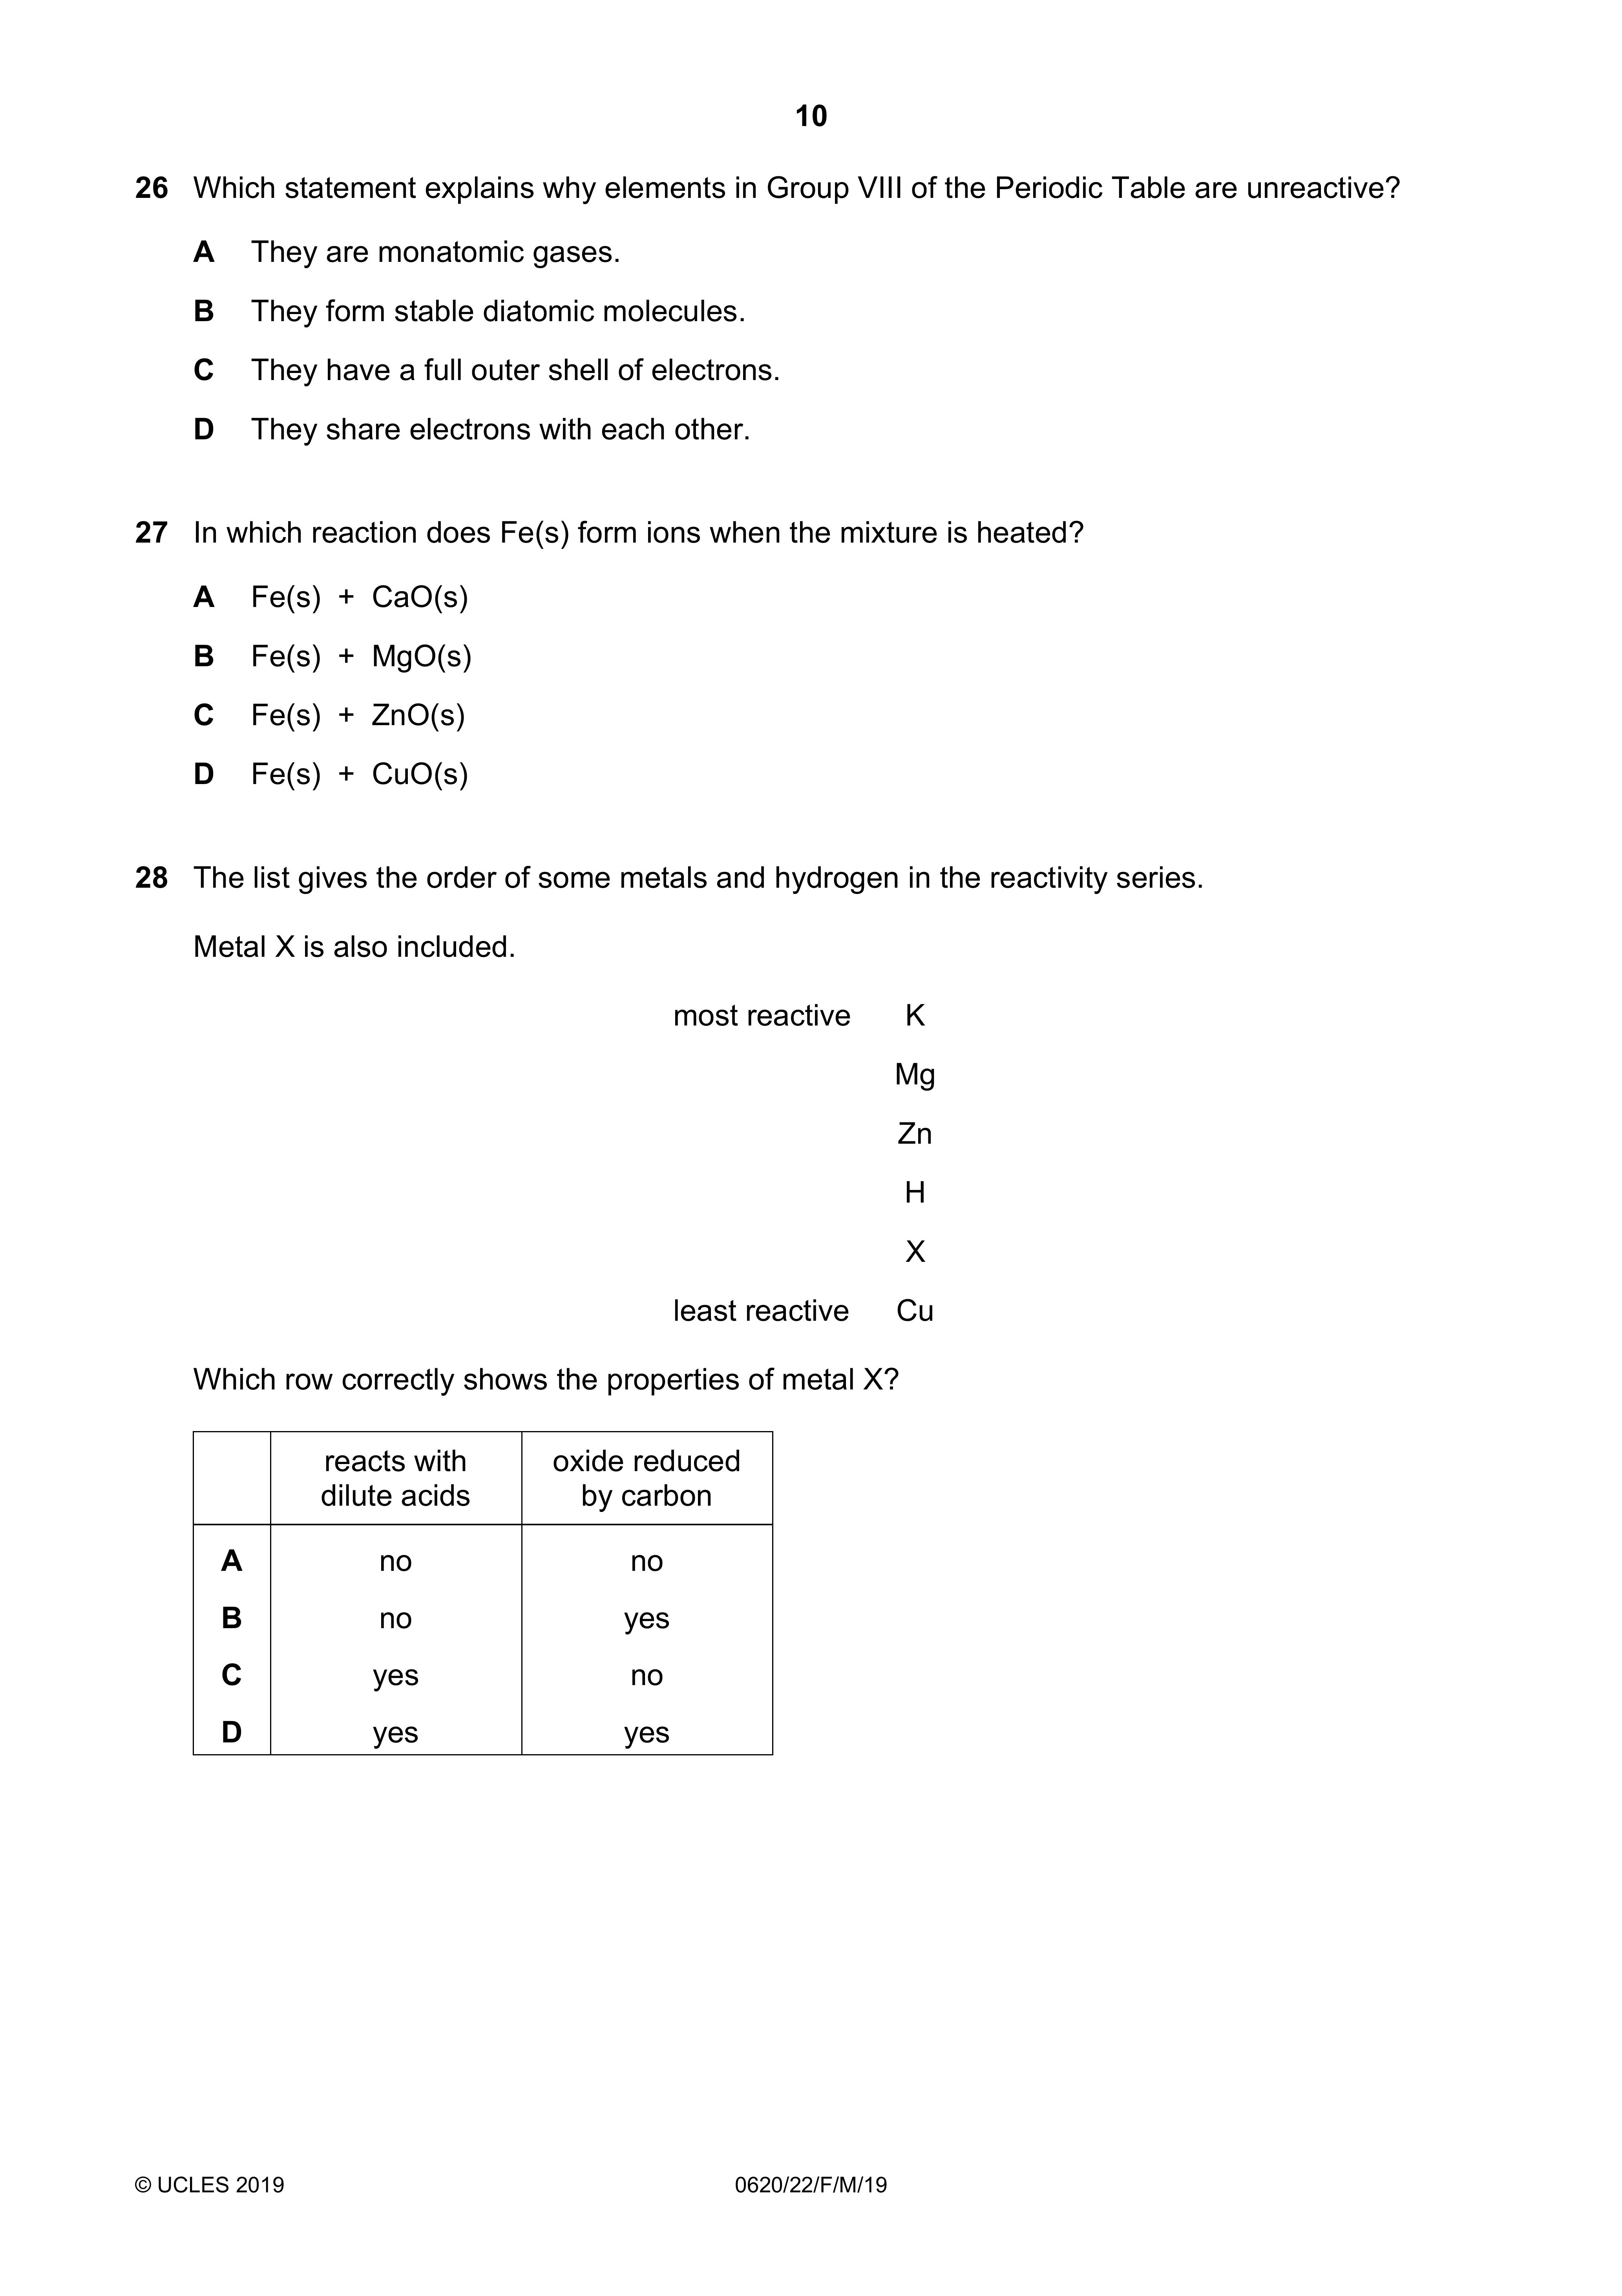 10
26 Which statement explains why elements in Group VIII of the Periodic Table are unreactive?
A They are monatomic gases.
B They form stable diatomic molecules.
C They have a full outer shell of electrons.
D They share electrons with each other.
27 In which reaction does Fe(s) form ions when the mixture is heated?
A Fe(s) + CaO(s)
B Fe(s) + MgO(s)
C Fe(s) + ZnO(s)
D Fe(s) + CuO(s)
28 The list gives the order of some metals and hydrogen in the reactivity series.
Metal X is also included.
most reactive K
Mg
Zn
H
X
least reactive Cu
Which row correctly shows the properties of metal X?
reacts with oxide reduced
dilute acids by carbon
A no no
B no yes
C yes no
D yes yes
© UCLES 2019 0620/22/F/M/19